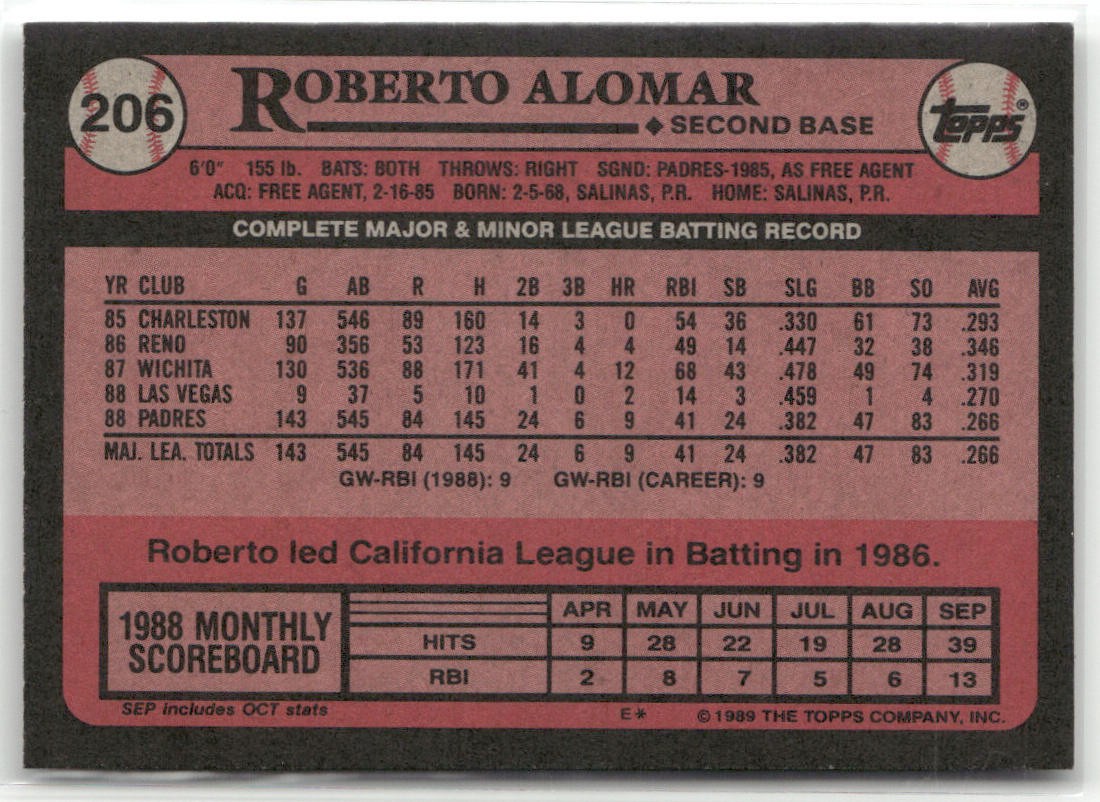 206
ROBERTO ALOMAR
◆SECOND BASE
TOPPS®
6'0" 155 lb. BATS: BOTH THROWS: RIGHT SGND: PADRES-1985, AS FREE AGENT
ACQ: FREE AGENT, 2-16-85 BORN: 2-5-68, SALINAS, P.R. HOME: SALINAS, P.R.
COMPLETE MAJOR & MINOR LEAGUE BATTING RECORD
YR CLUB G AB R H 2B 3B HR RBI SB SLG BB SO AVG
85 CHARLESTON 137 546 89 160 14 3 0 54 36 .330 61 73 .293
86 RENO 90 356 53 123 16 4 4 49 14 .447 32 38 .346
87 WICHITA 130 536 88 171 41 4 12 68 43 .478 49 74 .319
88 LAS VEGAS 9 37 5 10 1 0 2 14 3 .459 1 4 .270
88 PADRES 143 545 84 145 24 6 9 41 24 .382 47 83 .266
MAJ. LEA. TOTALS 143 545 84 145 24 6 9 41 24 .382 47 83 .266
GW-RBI (1988): 9 GW-RBI (CAREER): 9
Roberto led California League in Batting in 1986.
1988 MONTHLY
SCOREBOARD
APR MAY JUN JUL AUG SEP
HITS 9 28 22 19 28 39
RBI 2 8 7 5 6 13
SEP includes OCT stats
E* ©1989 THE TOPPS COMPANY, INC.